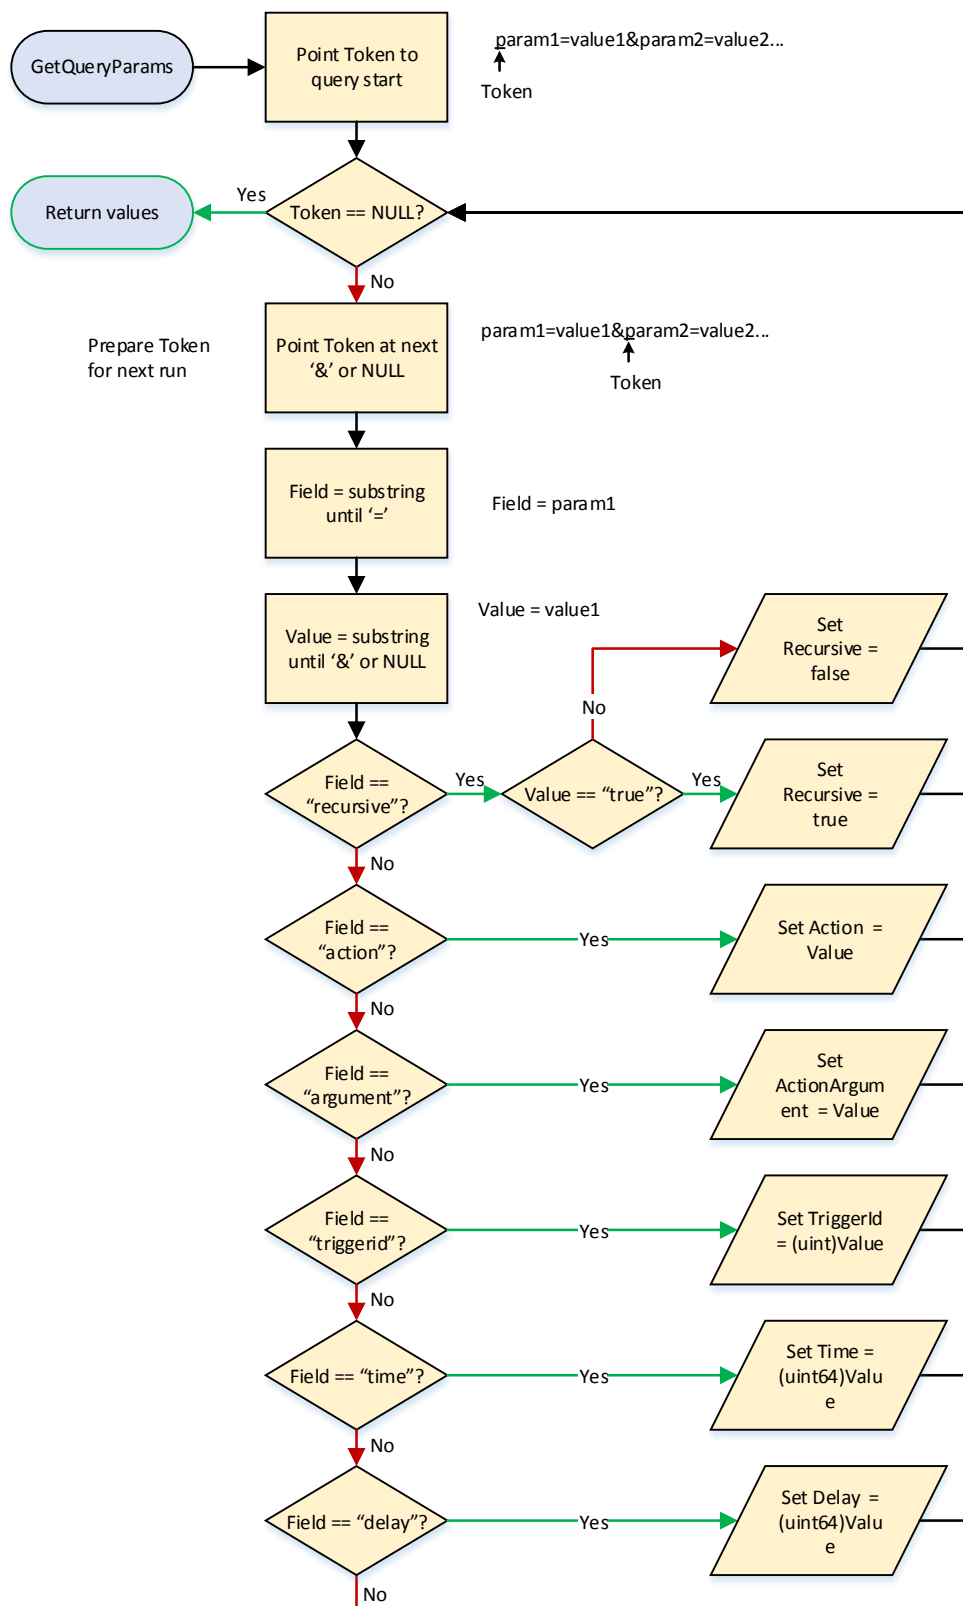 GetQueryParams
Point Token to
query start
param1=value1&param2=value2...
Token
Yes
Return values
Token == NULL?
No
Prepare Token
for next run
Point Token at next
‘&’ or NULL
param1=value1&param2=value2...
Token
Field = substring
until ‘=’
Field = param1
Value = substring
until ‘&’ or NULL
Value = value1
Set
Recursive =
false
No
Field ==
“recursive”?
Yes
Value == “true”?
Yes
Set
Recursive =
true
No
Field ==
“action”?
Yes
Set Action =
Value
No
Field ==
“argument”?
Yes
Set
ActionArgum
ent = Value
No
Field ==
“triggerid”?
Yes
Set TriggerId
= (uint)Value
No
Field == “time”?
Yes
Set Time =
(uint64)Valu
e
No
Field == “delay”?
Yes
Set Delay =
(uint64)Valu
e
No